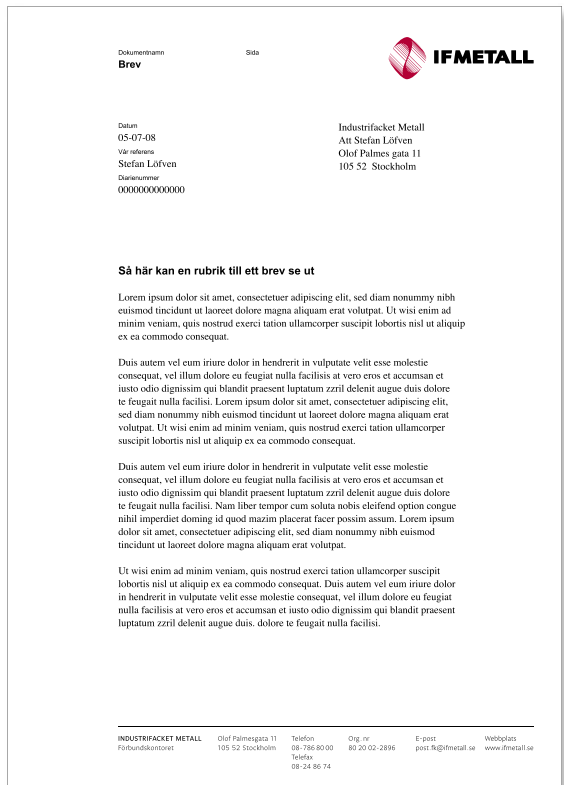 Dokumentnamn
Sida
Brev
IFMETALL
Datum
05-07-08
Vår referens
Stefan Löfven
Diarienummer
0000000000000
Industrifacket Metall
Att Stefan Löfven
Olof Palmes gata 11
105 52  Stockholm
Så här kan en rubrik till ett brev se ut
Lorem ipsum dolor sit amet, consectetuer adipiscing elit, sed diam nonummy nibh
euismod tincidunt ut laoreet dolore magna aliquam erat volutpat. Ut wisi enim ad
minim veniam, quis nostrud exerci tation ullamcorper suscipit lobortis nisl ut aliquip
ex ea commodo consequat.
Duis autem vel eum iriure dolor in hendrerit in vulputate velit esse molestie
consequat, vel illum dolore eu feugiat nulla facilisis at vero eros et accumsan et
iusto odio dignissim qui blandit praesent luptatum zzril delenit augue duis dolore
te feugait nulla facilisi. Lorem ipsum dolor sit amet, consectetuer adipiscing elit,
sed diam nonummy nibh euismod tincidunt ut laoreet dolore magna aliquam erat
volutpat. Ut wisi enim ad minim veniam, quis nostrud exerci tation ullamcorper
suscipit lobortis nisl ut aliquip ex ea commodo consequat.
Duis autem vel eum iriure dolor in hendrerit in vulputate velit esse molestie
consequat, vel illum dolore eu feugiat nulla facilisis at vero eros et accumsan et
iusto odio dignissim qui blandit praesent luptatum zzril delenit augue duis dolore
te feugait nulla facilisi. Nam liber tempor cum soluta nobis eleifend option congue
nihil imperdiet doming id quod mazim placerat facer possim assum. Lorem ipsum
dolor sit amet, consectetuer adipiscing elit, sed diam nonummy nibh euismod
tincidunt ut laoreet dolore magna aliquam erat volutpat.
Ut wisi enim ad minim veniam, quis nostrud exerci tation ullamcorper suscipit
lobortis nisl ut aliquip ex ea commodo consequat. Duis autem vel eum iriure dolor
in hendrerit in vulputate velit esse molestie consequat, vel illum dolore eu feugiat
nulla facilisis at vero eros et accumsan et iusto odio dignissim qui blandit praesent
luptatum zzril delenit augue duis. dolore te feugait nulla facilisi.
INDUSTRIFACKET METALL
Förbundskontoret
Olof Palmesgata 11
105 52 Stockholm
Telefon
08-786 80 00
Telefax
08-24 86 74
Org. nr
80 20 02-2896
E-post
post.fk@ifmetall.se
Webbplats
www.ifmetall.se